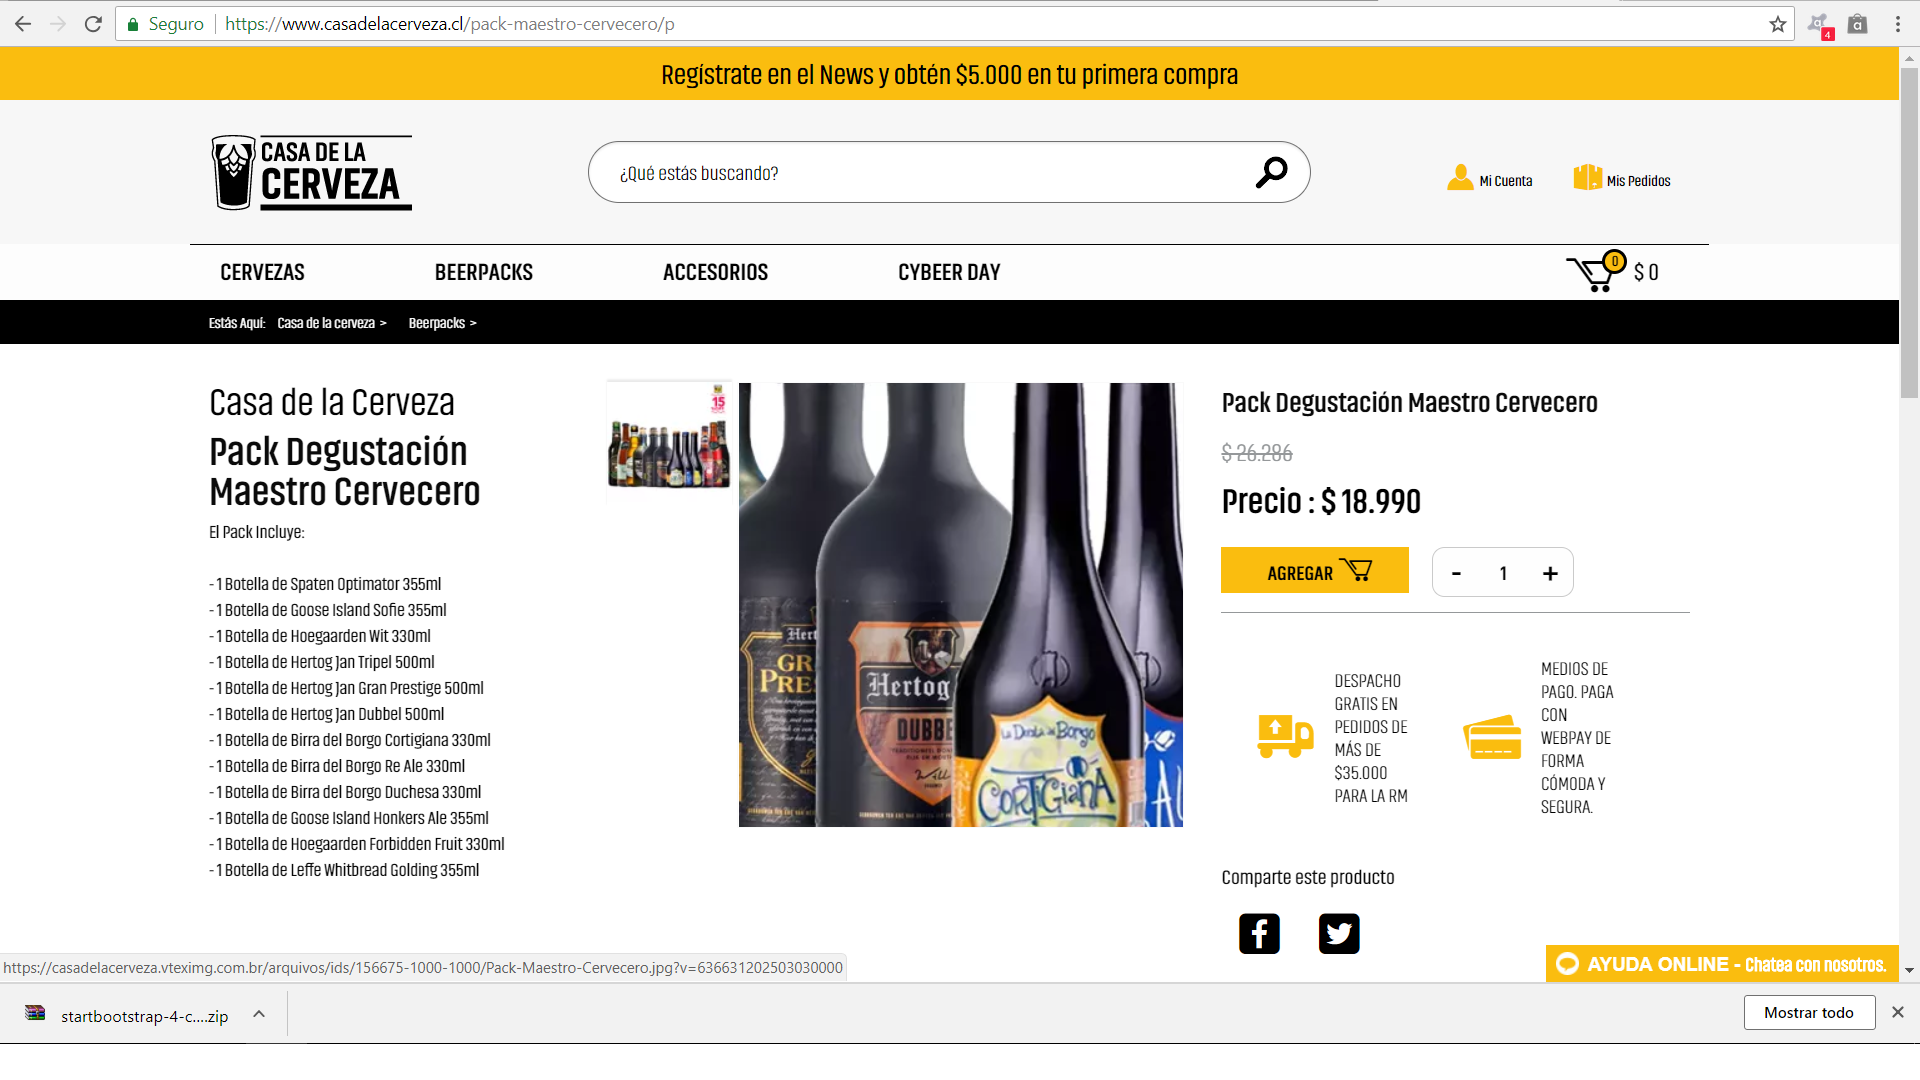 Seguro
https://www.casadelacerveza.cl/pack-maestro-cervecero/p
4
a
Regístrate en el News y obtén $5.000 en tu primera compra
CASA DE LA
CERVEZA
¿Qué estás buscando?
Mi Cuenta
Mis Pedidos
CERVEZAS
BEERPACKS
ACCESORIOS
CYBEER DAY
0
$ 0
Estás Aquí: Casa de la cerveza > Beerpacks >
Casa de la Cerveza
Pack Degustación
Maestro Cervecero
El Pack Incluye:
- 1 Botella de Spaten Optimator 355ml
- 1 Botella de Goose Island Sofie 355ml
- 1 Botella de Hoegaarden Wit 330ml
- 1 Botella de Hertog Jan Tripel 500ml
- 1 Botella de Hertog Jan Gran Prestige 500ml
- 1 Botella de Hertog Jan Dubbel 500ml
- 1 Botella de Birra del Borgo Cortigiana 330ml
- 1 Botella de Birra del Borgo Re Ale 330ml
- 1 Botella de Birra del Borgo Duchesa 330ml
- 1 Botella de Goose Island Honkers Ale 355ml
- 1 Botella de Hoegaarden Forbidden Fruit 330ml
- 1 Botella de Leffe Whitbread Golding 355ml
15
Hert
GR
PRE
Hertog
DUBBE
Borgo
CORTIGIANA
Pack Degustación Maestro Cervecero
$ 26.286
Precio : $ 18.990
AGREGAR
- 1 +
DESPACHO
GRATIS EN
PEDIDOS DE
MÁS DE
$35.000
PARA LA RM
MEDIOS DE
PAGO. PAGA
CON
WEBPAY DE
FORMA
CÓMODA Y
SEGURA.
Comparte este producto
AYUDA ONLINE - Chatea con nosotros.
https://casadelacerveza.vteximg.com.br/arquivos/ids/156675-1000-1000/Pack-Maestro-Cervecero.jpg?v=636631202503030000
startbootstrap-4-c....zip
Mostrar todo